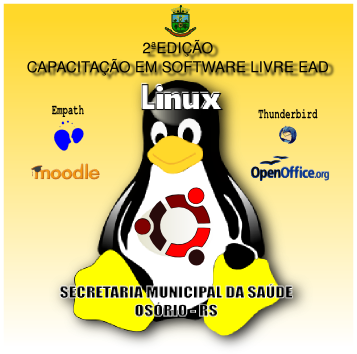 2ªEDIÇÃO
CAPACITAÇÃO EM SOFTWARE LIVRE EAD
Linux
Empath
Thunderbird
moodle
OpenOffice.org
SECRETARIA MUNICIPAL DA SAÚDE
OSÓRIO - RS